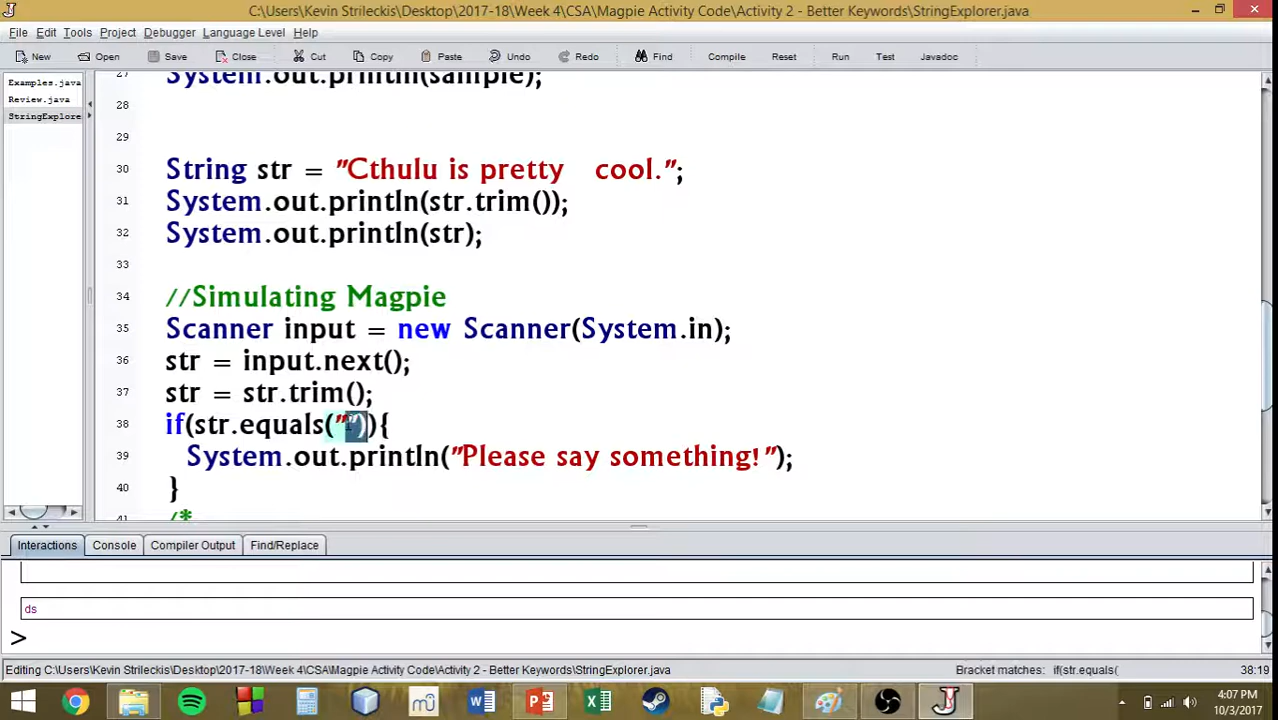 C:\Users\Kevin Strileckis\Desktop\2017-18\Week 4\CSA\Magpie Activity Code\Activity 2 - Better Keywords\StringExplorer.java
File Edit Tools Project Debugger Language Level Help
New Open Save Close Cut Copy Paste Undo Redo Find Compile Reset Run Test Javadoc
Examples.java
Review.java
StringExplore
27 System.out.println(sample);
28
29
30 String str = "Cthulu is pretty   cool.";
31 System.out.println(str.trim());
32 System.out.println(str);
33
34 //Simulating Magpie
35 Scanner input = new Scanner(System.in);
36 str = input.next();
37 str = str.trim();
38 if(str.equals("")){
39 System.out.println("Please say something!");
40 }
41 /*
Interactions Console Compiler Output Find/Replace
ds
>
Editing C:\Users\Kevin Strileckis\Desktop\2017-18\Week 4\CSA\Magpie Activity Code\Activity 2 - Better Keywords\StringExplorer.java Bracket matches: if(str.equals( 38:19
4:07 PM
10/3/2017